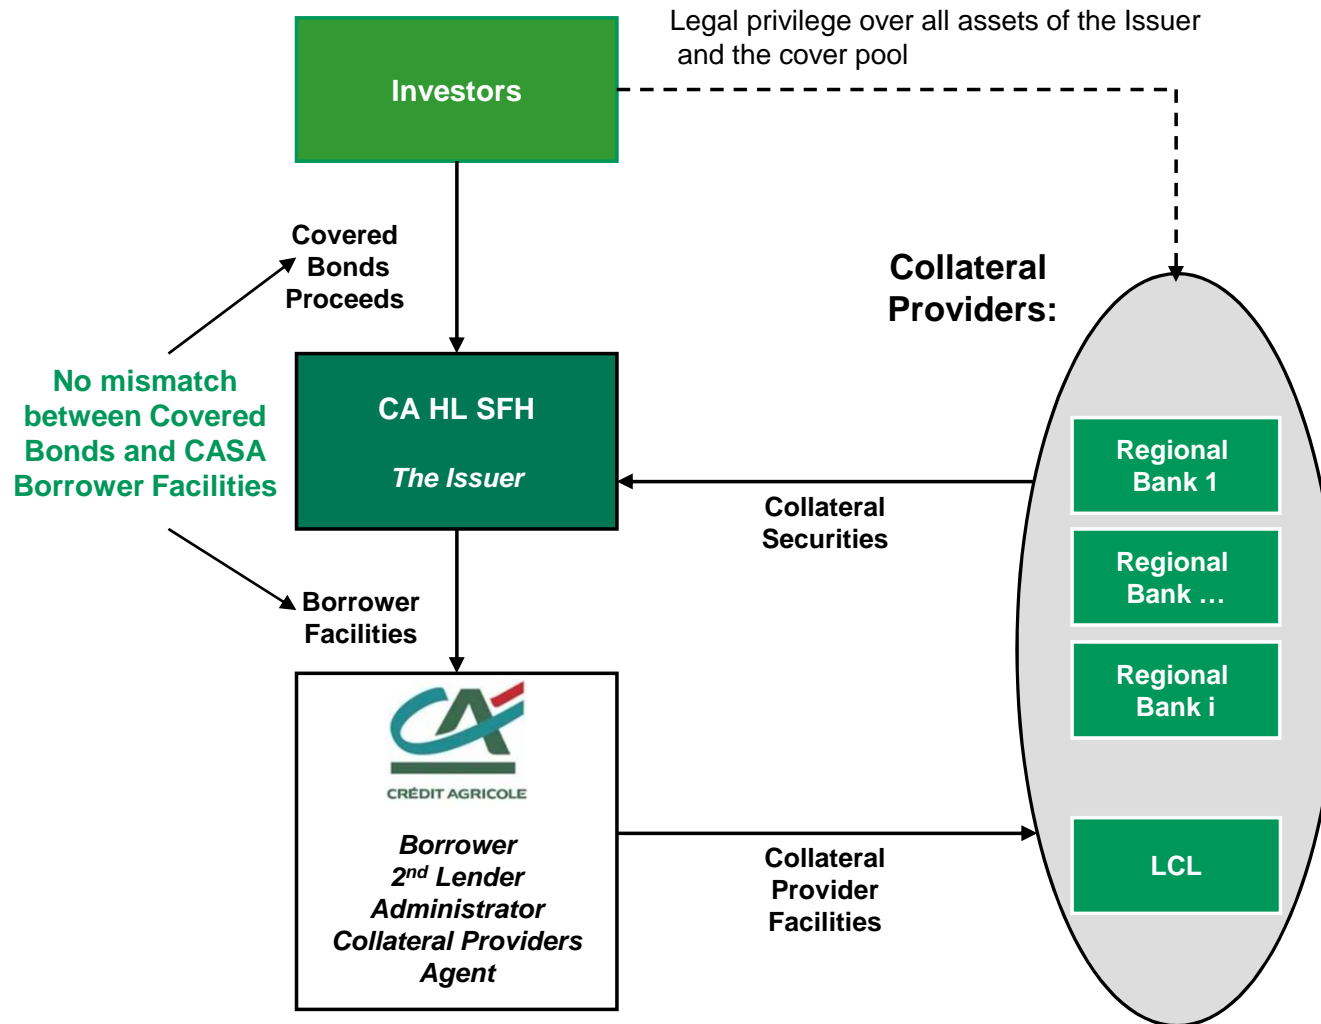 Legal privilege over all assets of the Issuer
and the cover pool
Investors
Covered
Bonds
Proceeds
Collateral
Providers:
No mismatch
between Covered
Bonds and CASA
Borrower Facilities
CA HL SFH
The Issuer
Collateral
Securities
Regional
Bank 1
Regional
Bank …
Regional
Bank i
LCL
Borrower
Facilities
CA
CRÉDIT AGRICOLE
Borrower
2nd Lender
Administrator
Collateral Providers
Agent
Collateral
Provider
Facilities